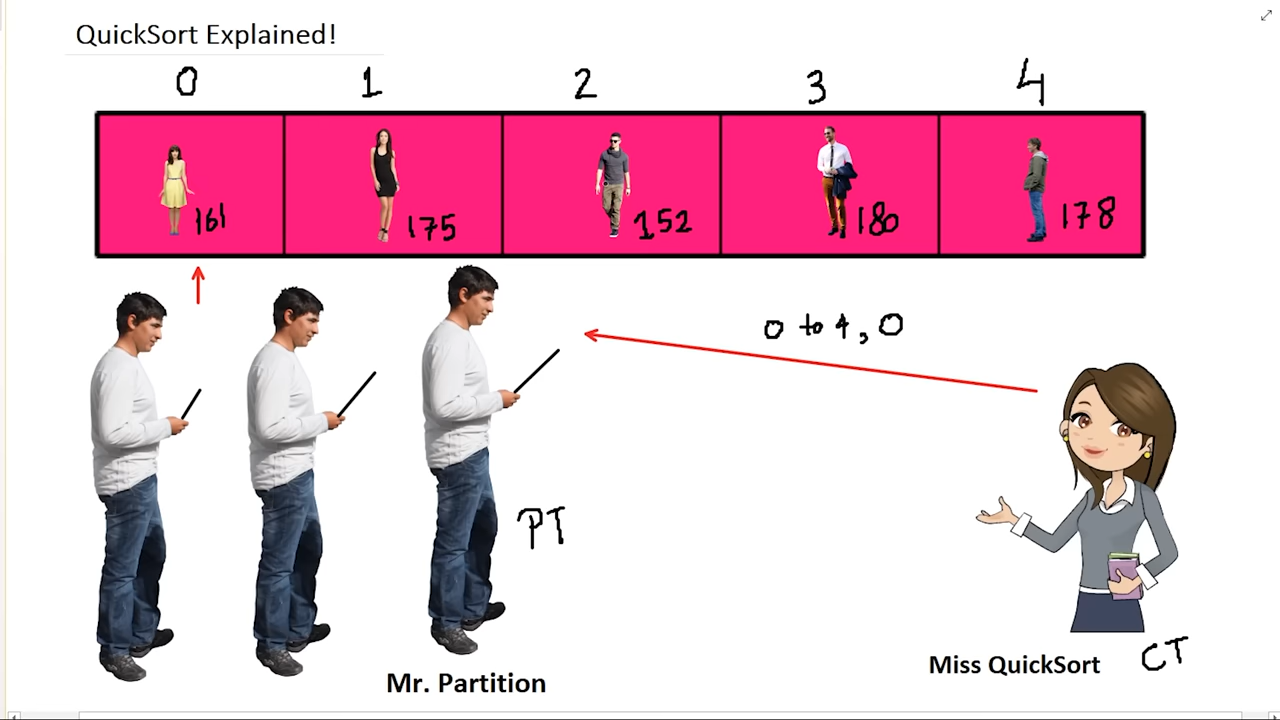 QuickSort Explained!
0 1 2 3 4
161 175 152 180 178
0 to 4, 0
PT
Mr. Partition
Miss QuickSort CT